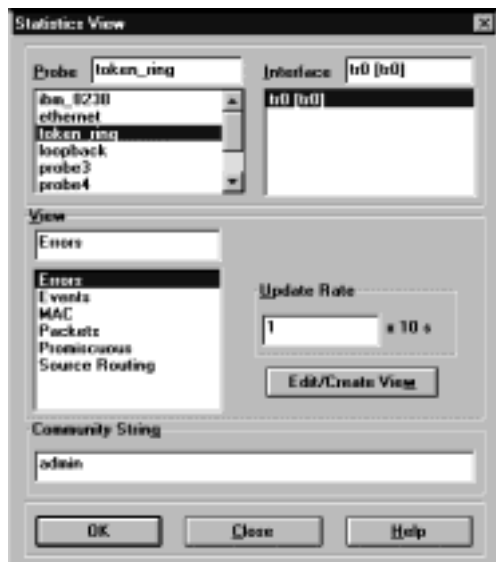 Statistics View
Probe token_ring
Interface tr0 [tr0]
ibm_8230
ethernet
token_ring
loopback
probe3
probe4
tr0 [tr0]
View
Errors
Errors
Events
MAC
Packets
Promiscuous
Source Routing
Update Rate
1 x 10 s
Edit/Create View
Community String
admin
OK Close Help